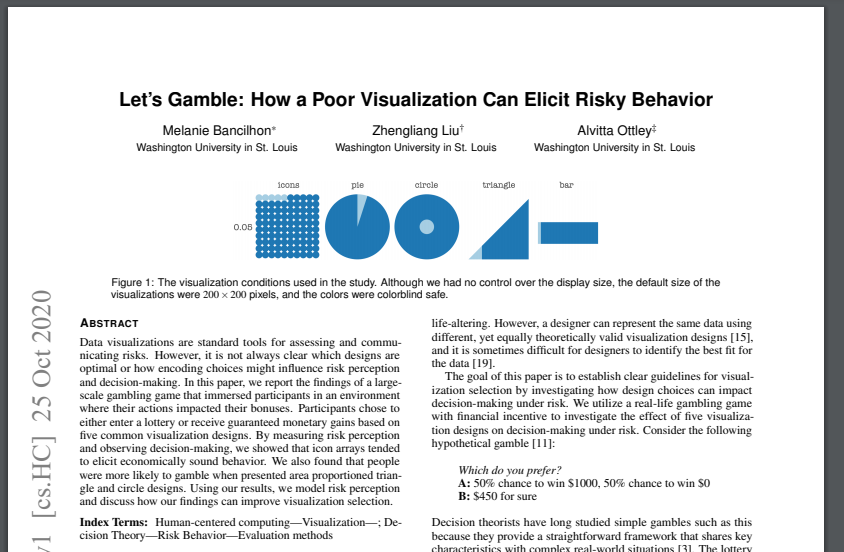 Let's Gamble: How a Poor Visualization Can Elicit Risky Behavior
Melanie Bancilhon* Zhengliang Liu† Alvitta Ottley‡
Washington University in St. Louis Washington University in St. Louis Washington University in St. Louis
icons pie circle triangle bar
0.05
Figure 1: The visualization conditions used in the study. Although we had no control over the display size, the default size of the
visualizations were 200 × 200 pixels, and the colors were colorblind safe.
v1 [cs.HC] 25 Oct 2020
ABSTRACT
Data visualizations are standard tools for assessing and commu-
nicating risks. However, it is not always clear which designs are
optimal or how encoding choices might influence risk perception
and decision-making. In this paper, we report the findings of a large-
scale gambling game that immersed participants in an environment
where their actions impacted their bonuses. Participants chose to
either enter a lottery or receive guaranteed monetary gains based on
five common visualization designs. By measuring risk perception
and observing decision-making, we showed that icon arrays tended
to elicit economically sound behavior. We also found that people
were more likely to gamble when presented area proportioned trian-
gle and circle designs. Using our results, we model risk perception
and discuss how our findings can improve visualization selection.
Index Terms: Human-centered computing—Visualization—; De-
cision Theory—Risk Behavior—Evaluation methods
life-altering. However, a designer can represent the same data using
different, yet equally theoretically valid visualization designs [15],
and it is sometimes difficult for designers to identify the best fit for
the data [19].
The goal of this paper is to establish clear guidelines for visual-
ization selection by investigating how design choices can impact
decision-making under risk. We utilize a real-life gambling game
with financial incentive to investigate the effect of five visualiza-
tion designs on decision-making under risk. Consider the following
hypothetical gamble [11]:
Which do you prefer?
A: 50% chance to win $1000, 50% chance to win $0
B: $450 for sure
Decision theorists have long studied simple gambles such as this
because they provide a straightforward framework that shares key
characteristics with complex real-world situations [3]. The lottery